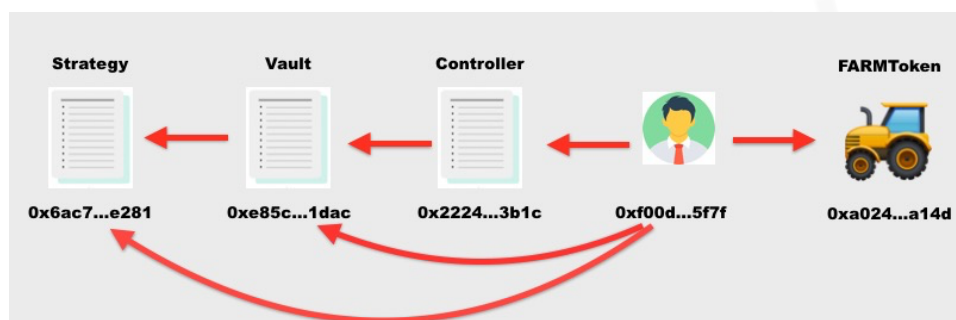 Strategy Vault Controller FARMToken
0x6ac7...e281 0xe85c...1dac 0x2224...3b1c 0xf00d...5f7f 0xa024...a14d